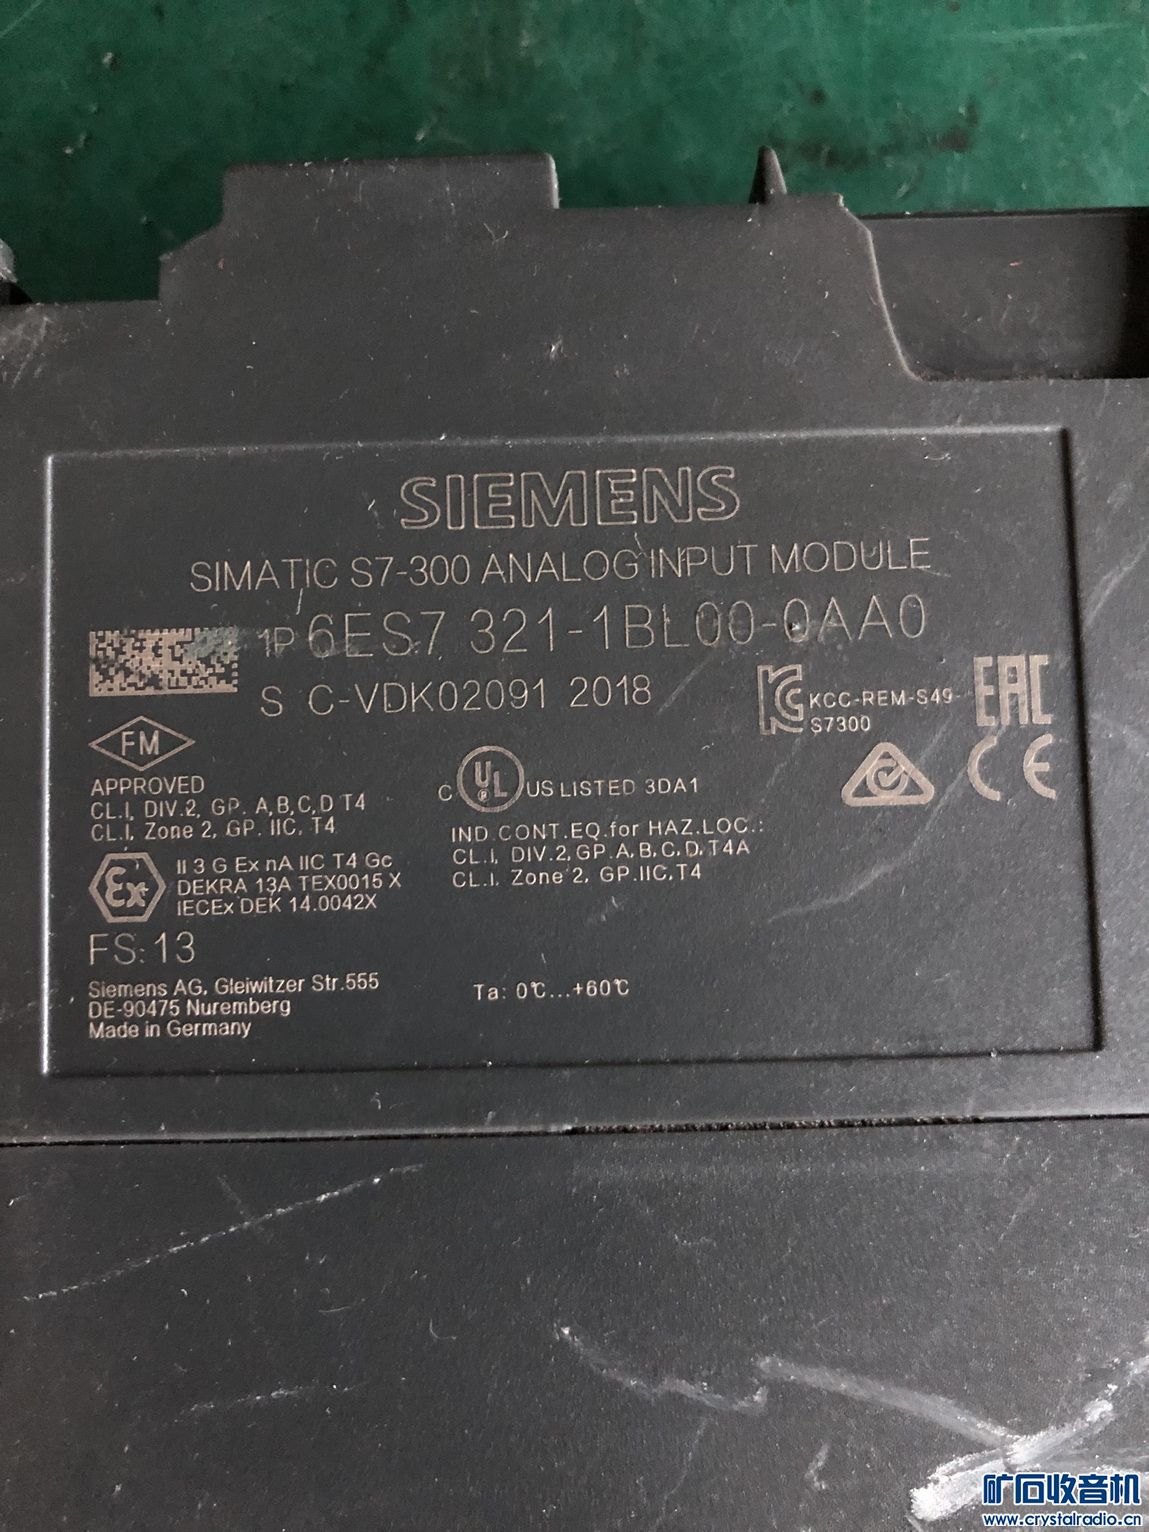 SIEMENS
SIMATIC S7-300 ANALOG INPUT MODULE
1P 6ES7 321-1BL00-0AA0
S C-VDK02091 2018
KCC-REM-S49-
S7300
EAC
FM
APPROVED
CL.I, DIV.2, GP. A,B,C,D T4
CL.I, Zone 2, GP. IIC, T4
C UL US LISTED 3DA1
CE
IND.CONT.EQ.for HAZ.LOC.:
CL.I, DIV.2,GP.A,B,C,D,T4A
CL.I, Zone 2, GP.IIC,T4
Ex
II 3 G Ex nA IIC T4 Gc
DEKRA 13A TEX0015 X
IECEx DEK 14.0042X
FS: 13
Siemens AG, Gleiwitzer Str.555
DE-90475 Nuremberg
Made in Germany
Ta: 0℃...+60℃
矿石收音机
www.crystalradio.cn